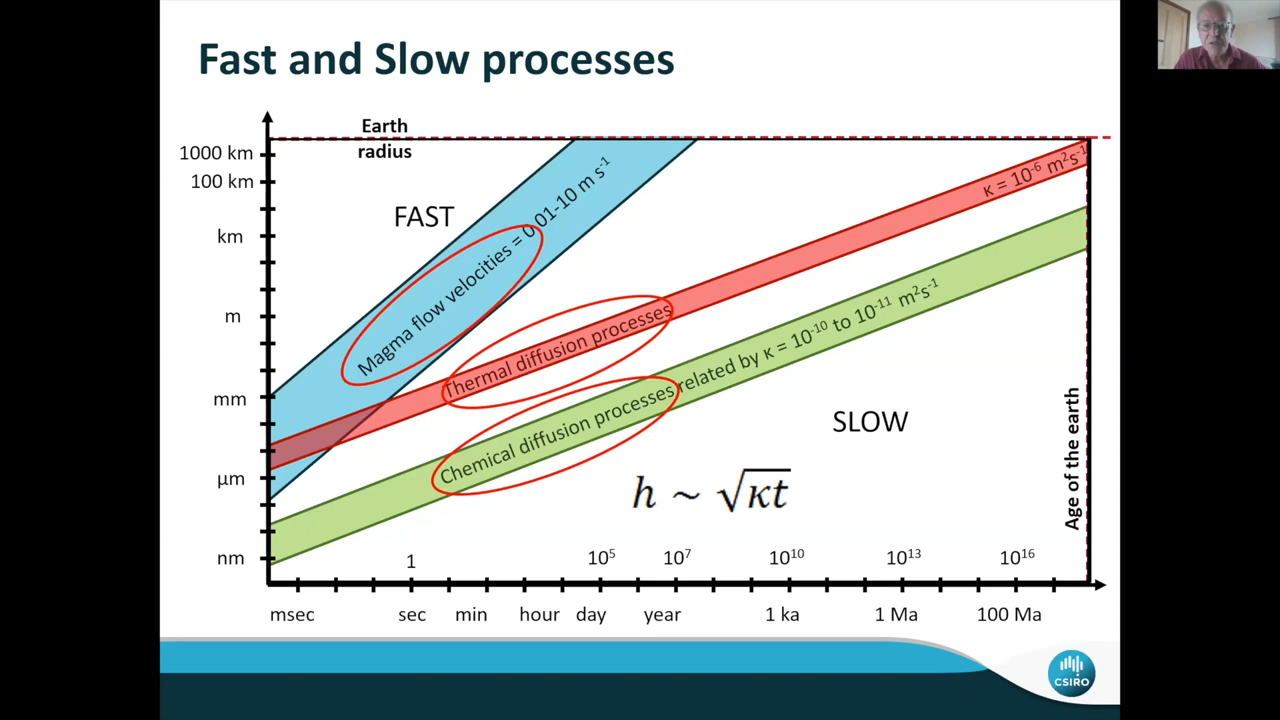 Fast and Slow processes
Earth
radius
1000 km
100 km
km
m
mm
µm
nm
FAST
Magma flow velocities = 0.01-10 m s⁻¹
Thermal diffusion processes
κ = 10⁻⁶ m²s⁻¹
Chemical diffusion processes related by κ = 10⁻¹⁰ to 10⁻¹¹ m²s⁻¹
SLOW
h ~ √κt
Age of the earth
1
10⁵
10⁷
10¹⁰
10¹³
10¹⁶
msec
sec
min
hour
day
year
1 ka
1 Ma
100 Ma
CSIRO